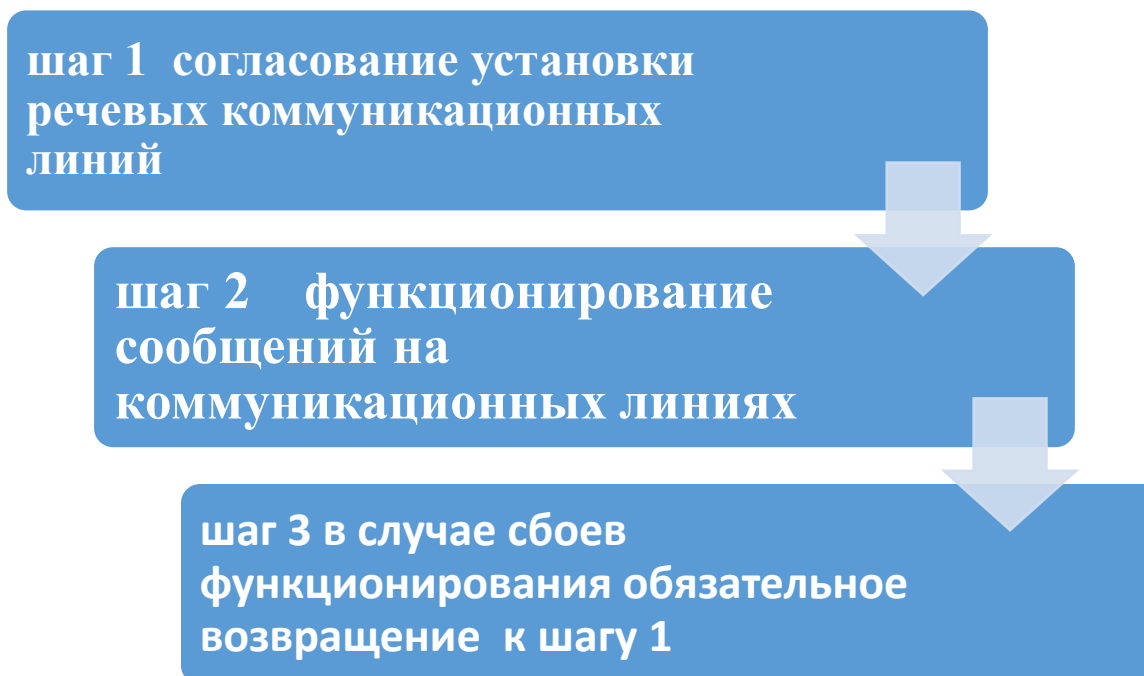 шаг 1  согласование установки
речевых коммуникационных
линий
шаг 2    функционирование
сообщений на
коммуникационных линиях
шаг 3 в случае сбоев
функционирования обязательное
возвращение  к шагу 1